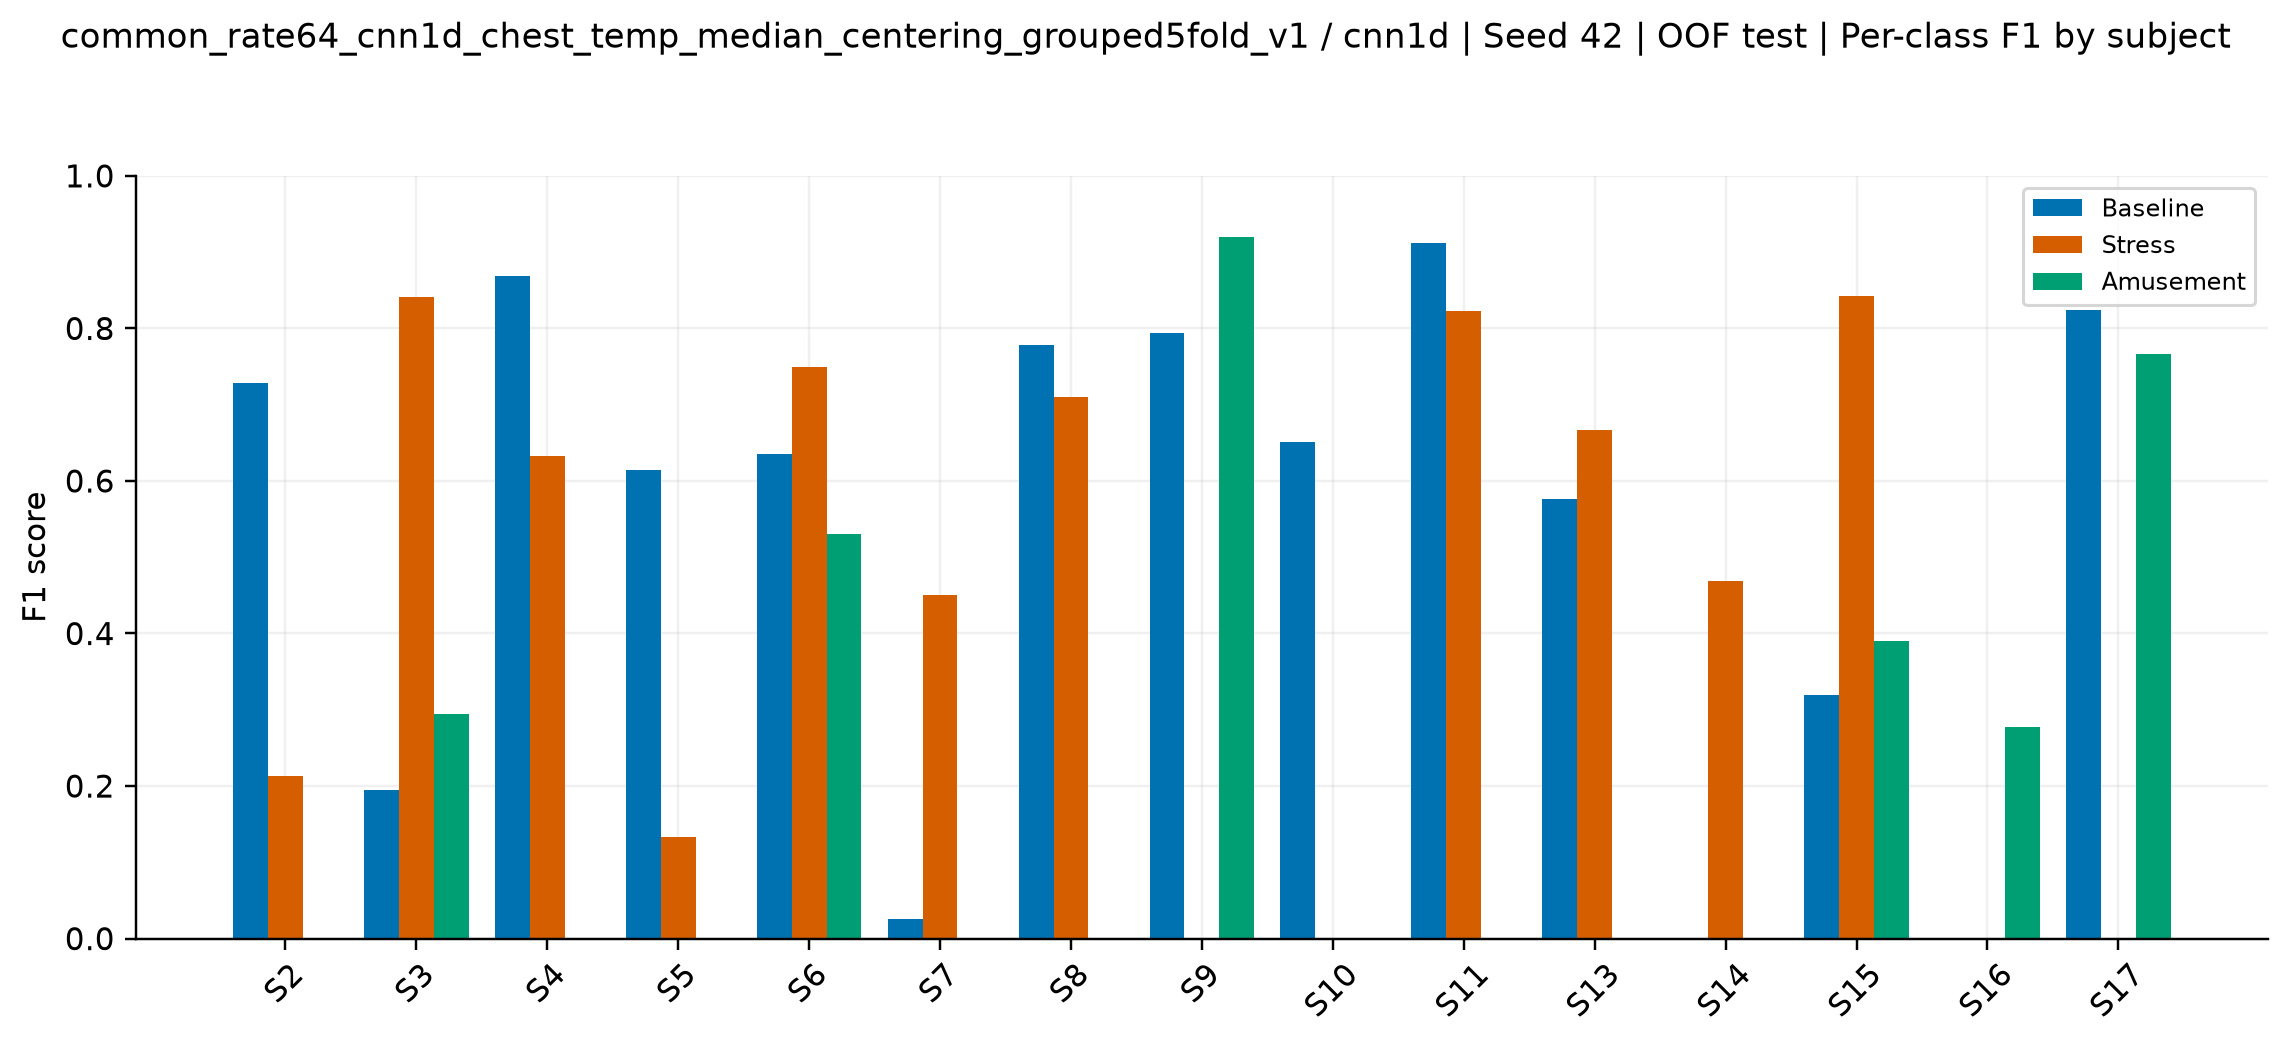 common_rate64_cnn1d_chest_temp_median_centering_grouped5fold_v1 / cnn1d | Seed 42 | OOF test | Per-class F1 by subject
1.0
0.8
0.6
0.4
0.2
0.0
F1 score
Baseline
Stress
Amusement
S2
S3
S4
S5
S6
S7
S8
S9
S10
S11
S13
S14
S15
S16
S17